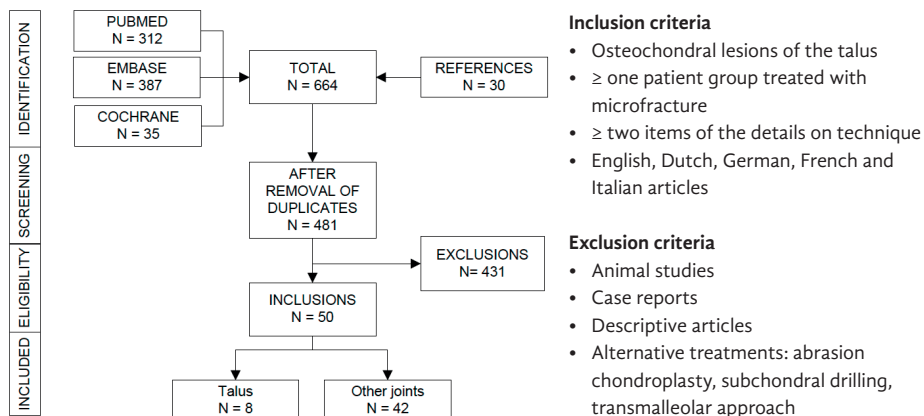 IDENTIFICATION
SCREENING
ELIGIBILITY
INCLUDED
PUBMED
N = 312
EMBASE
N = 387
COCHRANE
N = 35
TOTAL
N = 664
REFERENCES
N = 30
AFTER
REMOVAL OF
DUPLICATES
N = 481
EXCLUSIONS
N= 431
INCLUSIONS
N = 50
Talus
N = 8
Other joints
N = 42
Inclusion criteria
• Osteochondral lesions of the talus
• ≥ one patient group treated with
microfracture
• ≥ two items of the details on technique
• English, Dutch, German, French and
Italian articles
Exclusion criteria
• Animal studies
• Case reports
• Descriptive articles
• Alternative treatments: abrasion
chondroplasty, subchondral drilling,
transmalleolar approach